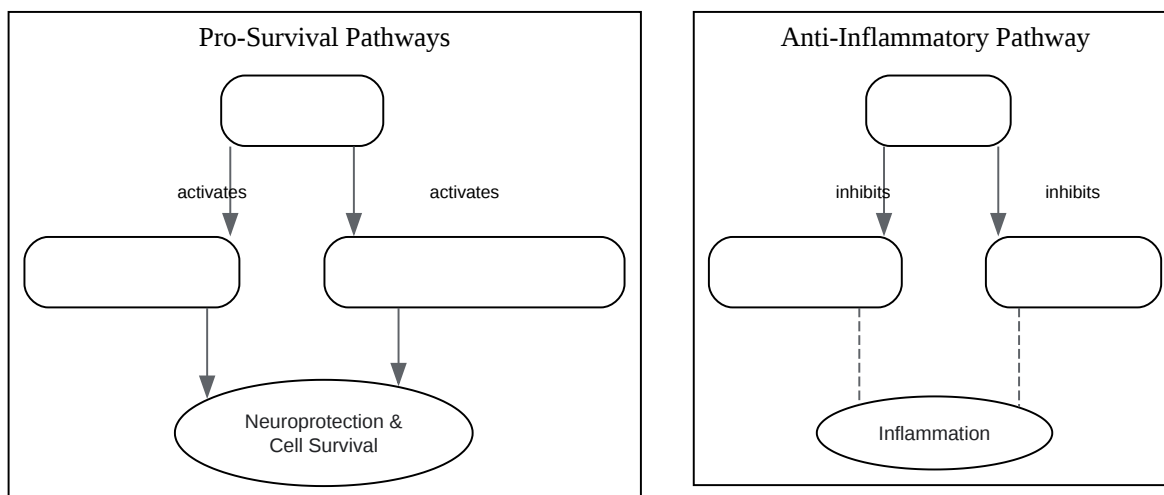 Pro-Survival Pathways
activates
activates
Neuroprotection &
Cell Survival
Anti-Inflammatory Pathway
inhibits
inhibits
Inflammation